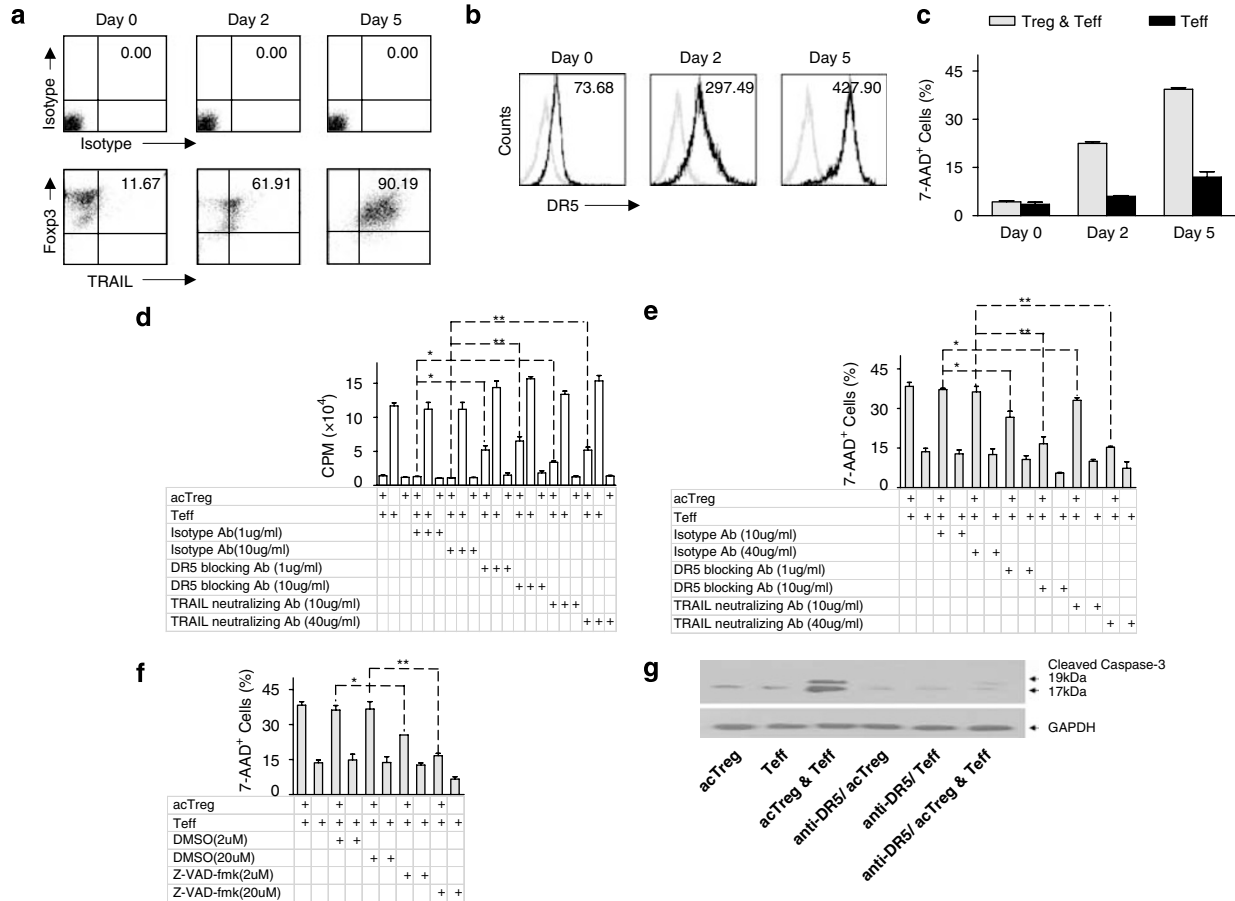 a
Day 0 Day 2 Day 5
0.00 0.00 0.00
Isotype
Isotype
11.67 61.91 90.19
Foxp3
TRAIL
b
Day 0 Day 2 Day 5
73.68 297.49 427.90
Counts
DR5
c
Treg & Teff Teff
7-AAD+ Cells (%)
45
30
15
0
Day 0 Day 2 Day 5
d
** 
**
*
*
CPM (×10⁴)
15
10
5
0
acTreg + + + + + + + + + + + + + +
Teff + + + + + + + + + + + + + +
Isotype Ab(1ug/ml) + + +
Isotype Ab(10ug/ml) + + +
DR5 blocking Ab (1ug/ml) + + +
DR5 blocking Ab (10ug/ml) + + +
TRAIL neutralizing Ab (10ug/ml) + + +
TRAIL neutralizing Ab (40ug/ml) + + +
e
**
**
*
*
7-AAD+ Cells (%)
45
30
15
0
acTreg + + + + + + +
Teff + + + + + + + + + + + + + +
Isotype Ab (10ug/ml) + +
Isotype Ab (40ug/ml) + +
DR5 blocking Ab (1ug/ml) + +
DR5 blocking Ab (10ug/ml) + +
TRAIL neutralizing Ab (10ug/ml) + +
TRAIL neutralizing Ab (40ug/ml) + +
f
**
*
7-AAD+ Cells (%)
45
30
15
0
acTreg + + + + +
Teff + + + + + + + + + +
DMSO(2uM) + +
DMSO(20uM) + +
Z-VAD-fmk(2uM) + +
Z-VAD-fmk(20uM) + +
g
Cleaved Caspase-3
19kDa
17kDa
GAPDH
acTreg
Teff
acTreg & Teff
anti-DR5/ acTreg
anti-DR5/ Teff
anti-DR5/ acTreg & Teff